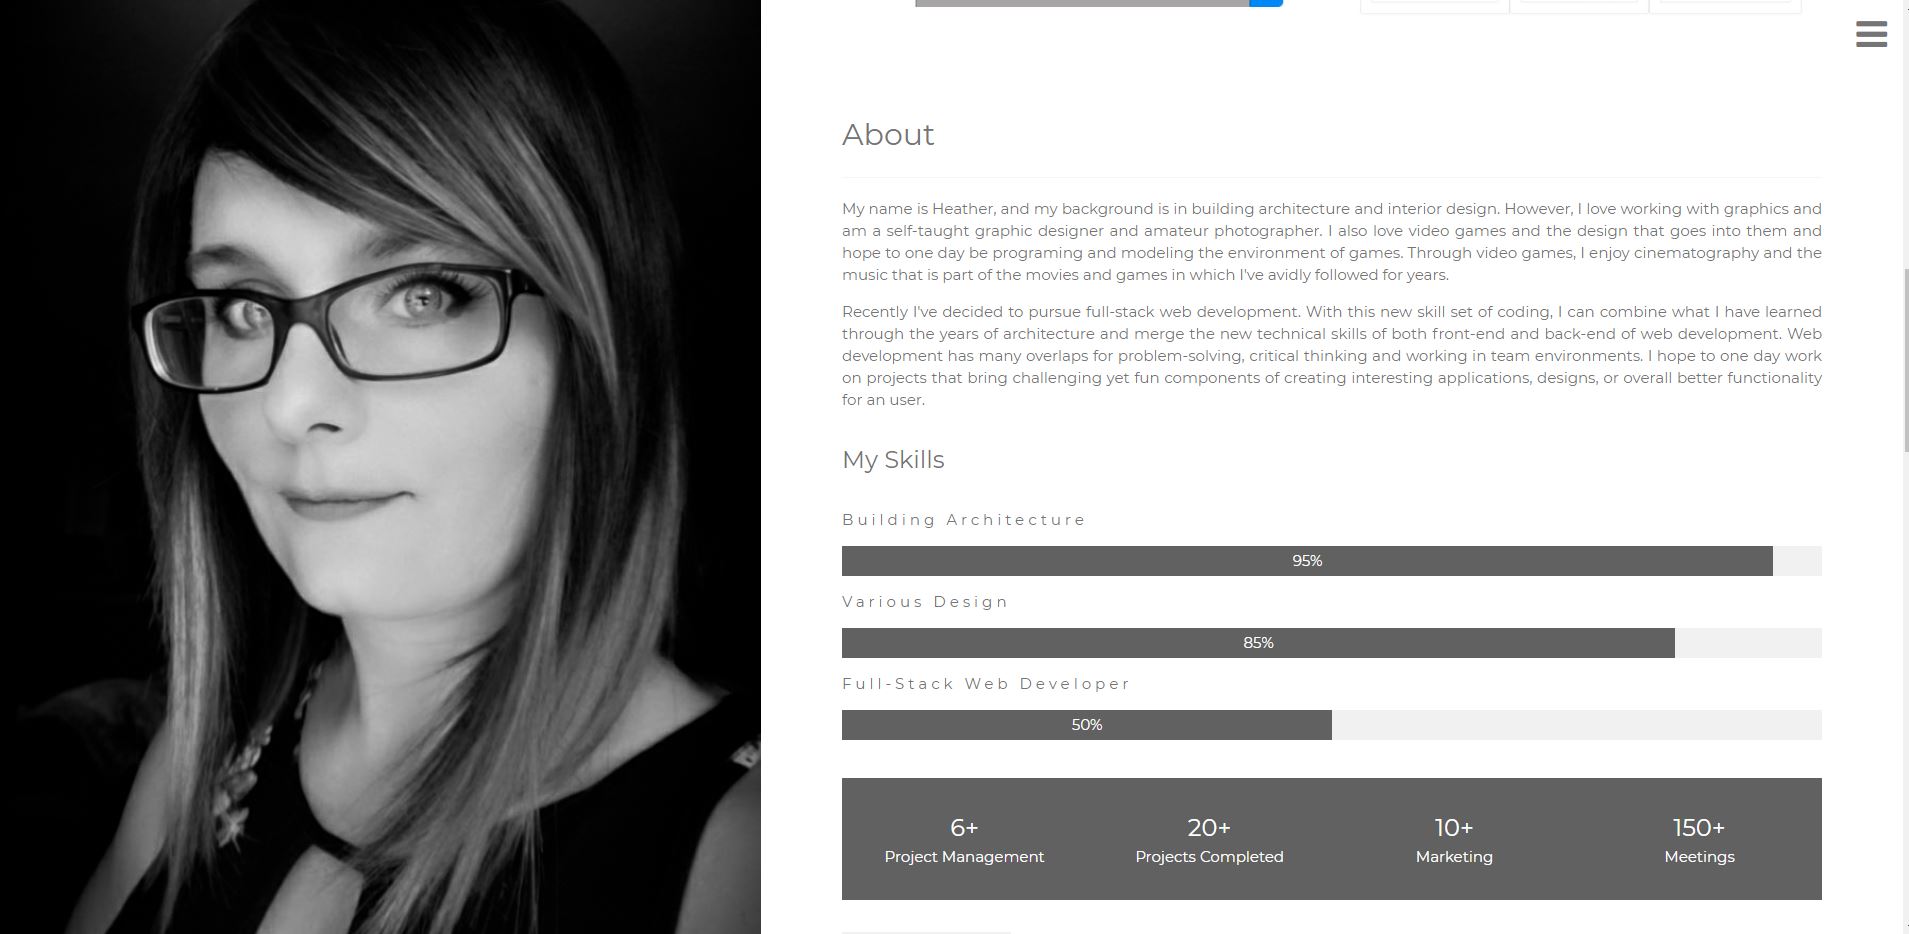 About
My name is Heather, and my background is in building architecture and interior design. However, I love working with graphics and
am a self-taught graphic designer and amateur photographer. I also love video games and the design that goes into them and
hope to one day be programing and modeling the environment of games. Through video games, I enjoy cinematography and the
music that is part of the movies and games in which I've avidly followed for years.
Recently I've decided to pursue full-stack web development. With this new skill set of coding, I can combine what I have learned
through the years of architecture and merge the new technical skills of both front-end and back-end of web development. Web
development has many overlaps for problem-solving, critical thinking and working in team environments. I hope to one day work
on projects that bring challenging yet fun components of creating interesting applications, designs, or overall better functionality
for an user.
My Skills
Building Architecture
95%
Various Design
85%
Full-Stack Web Developer
50%
6+ 20+ 10+ 150+
Project Management Projects Completed Marketing Meetings